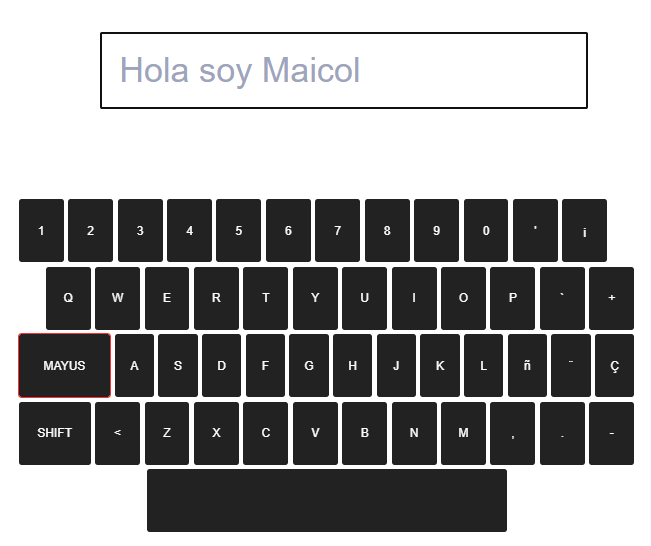 Hola soy Maicol
1 2 3 4 5 6 7 8 9 0 ' ¡
Q W E R T Y U I O P ` +
MAYUS A S D F G H J K L ñ ¨ Ç
SHIFT < Z X C V B N M , . -